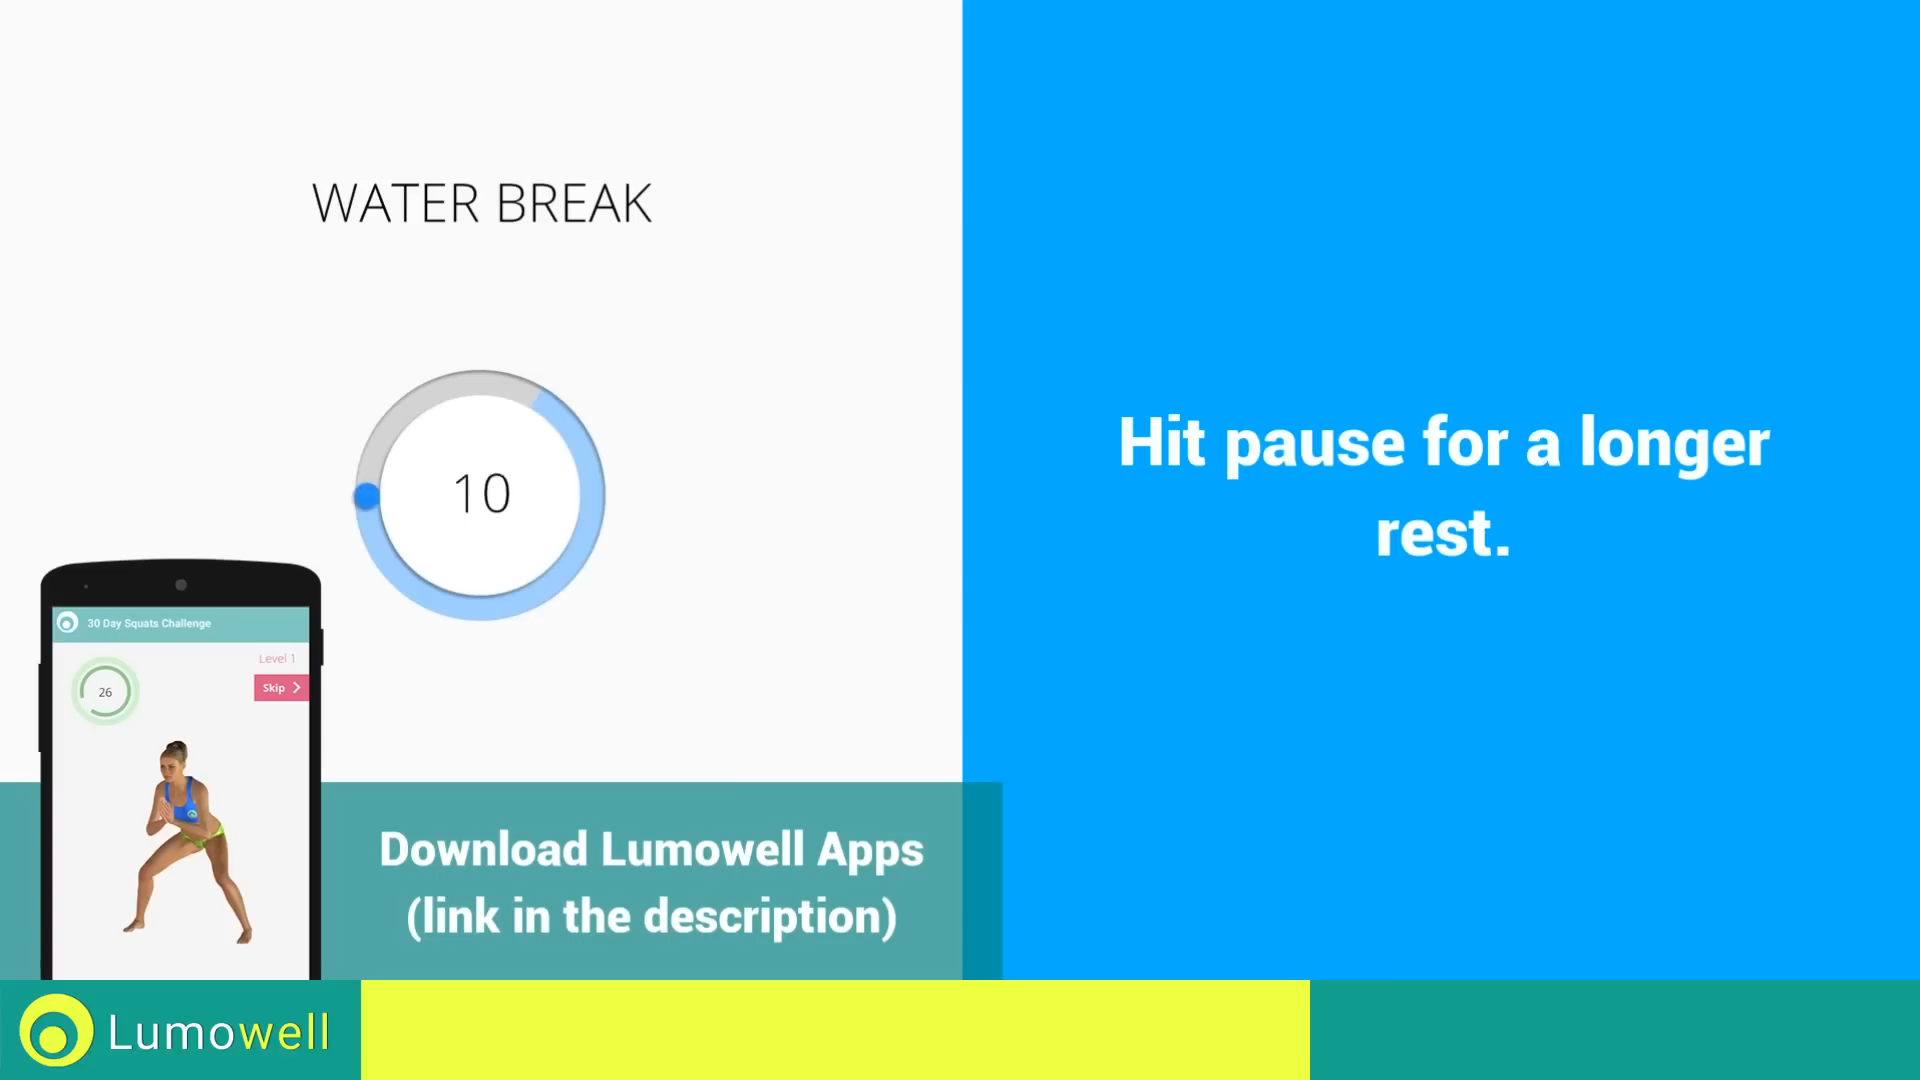 WATER BREAK
10
Hit pause for a longer
rest.
30 Day Squats Challenge
Level 1
26
Skip
Download Lumowell Apps
(link in the description)
Lumowell